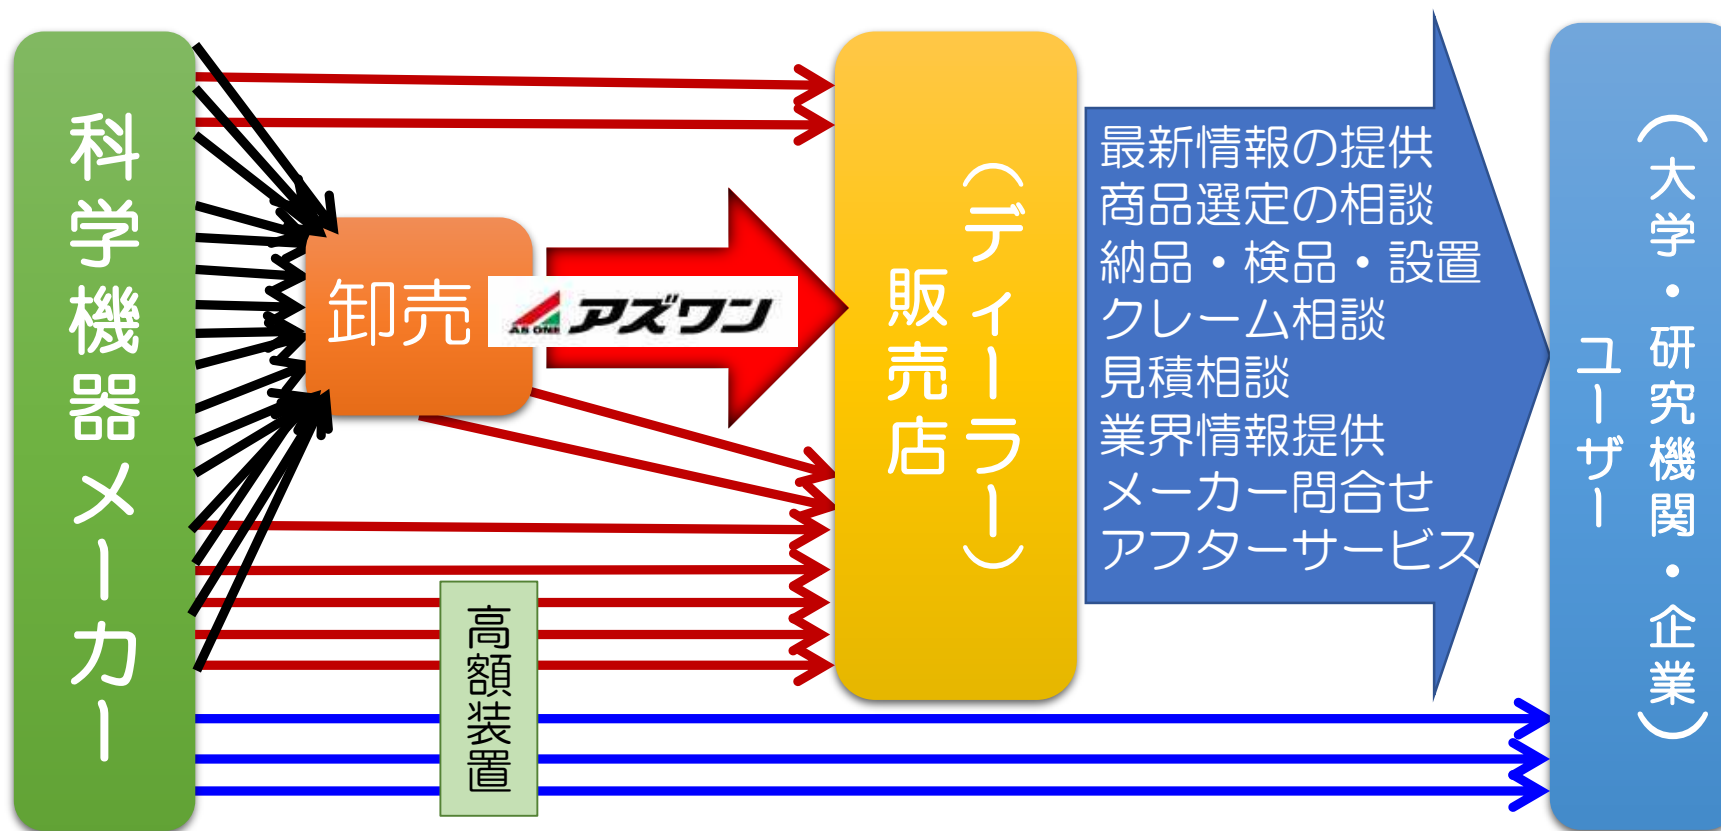 科学機器メーカー
卸売
AS ONE アズワン
高額装置
販売店
（ディーラー）
最新情報の提供
商品選定の相談
納品・検品・設置
クレーム相談
見積相談
業界情報提供
メーカー問合せ
アフターサービス
ユーザー
（大学・研究機関・企業）